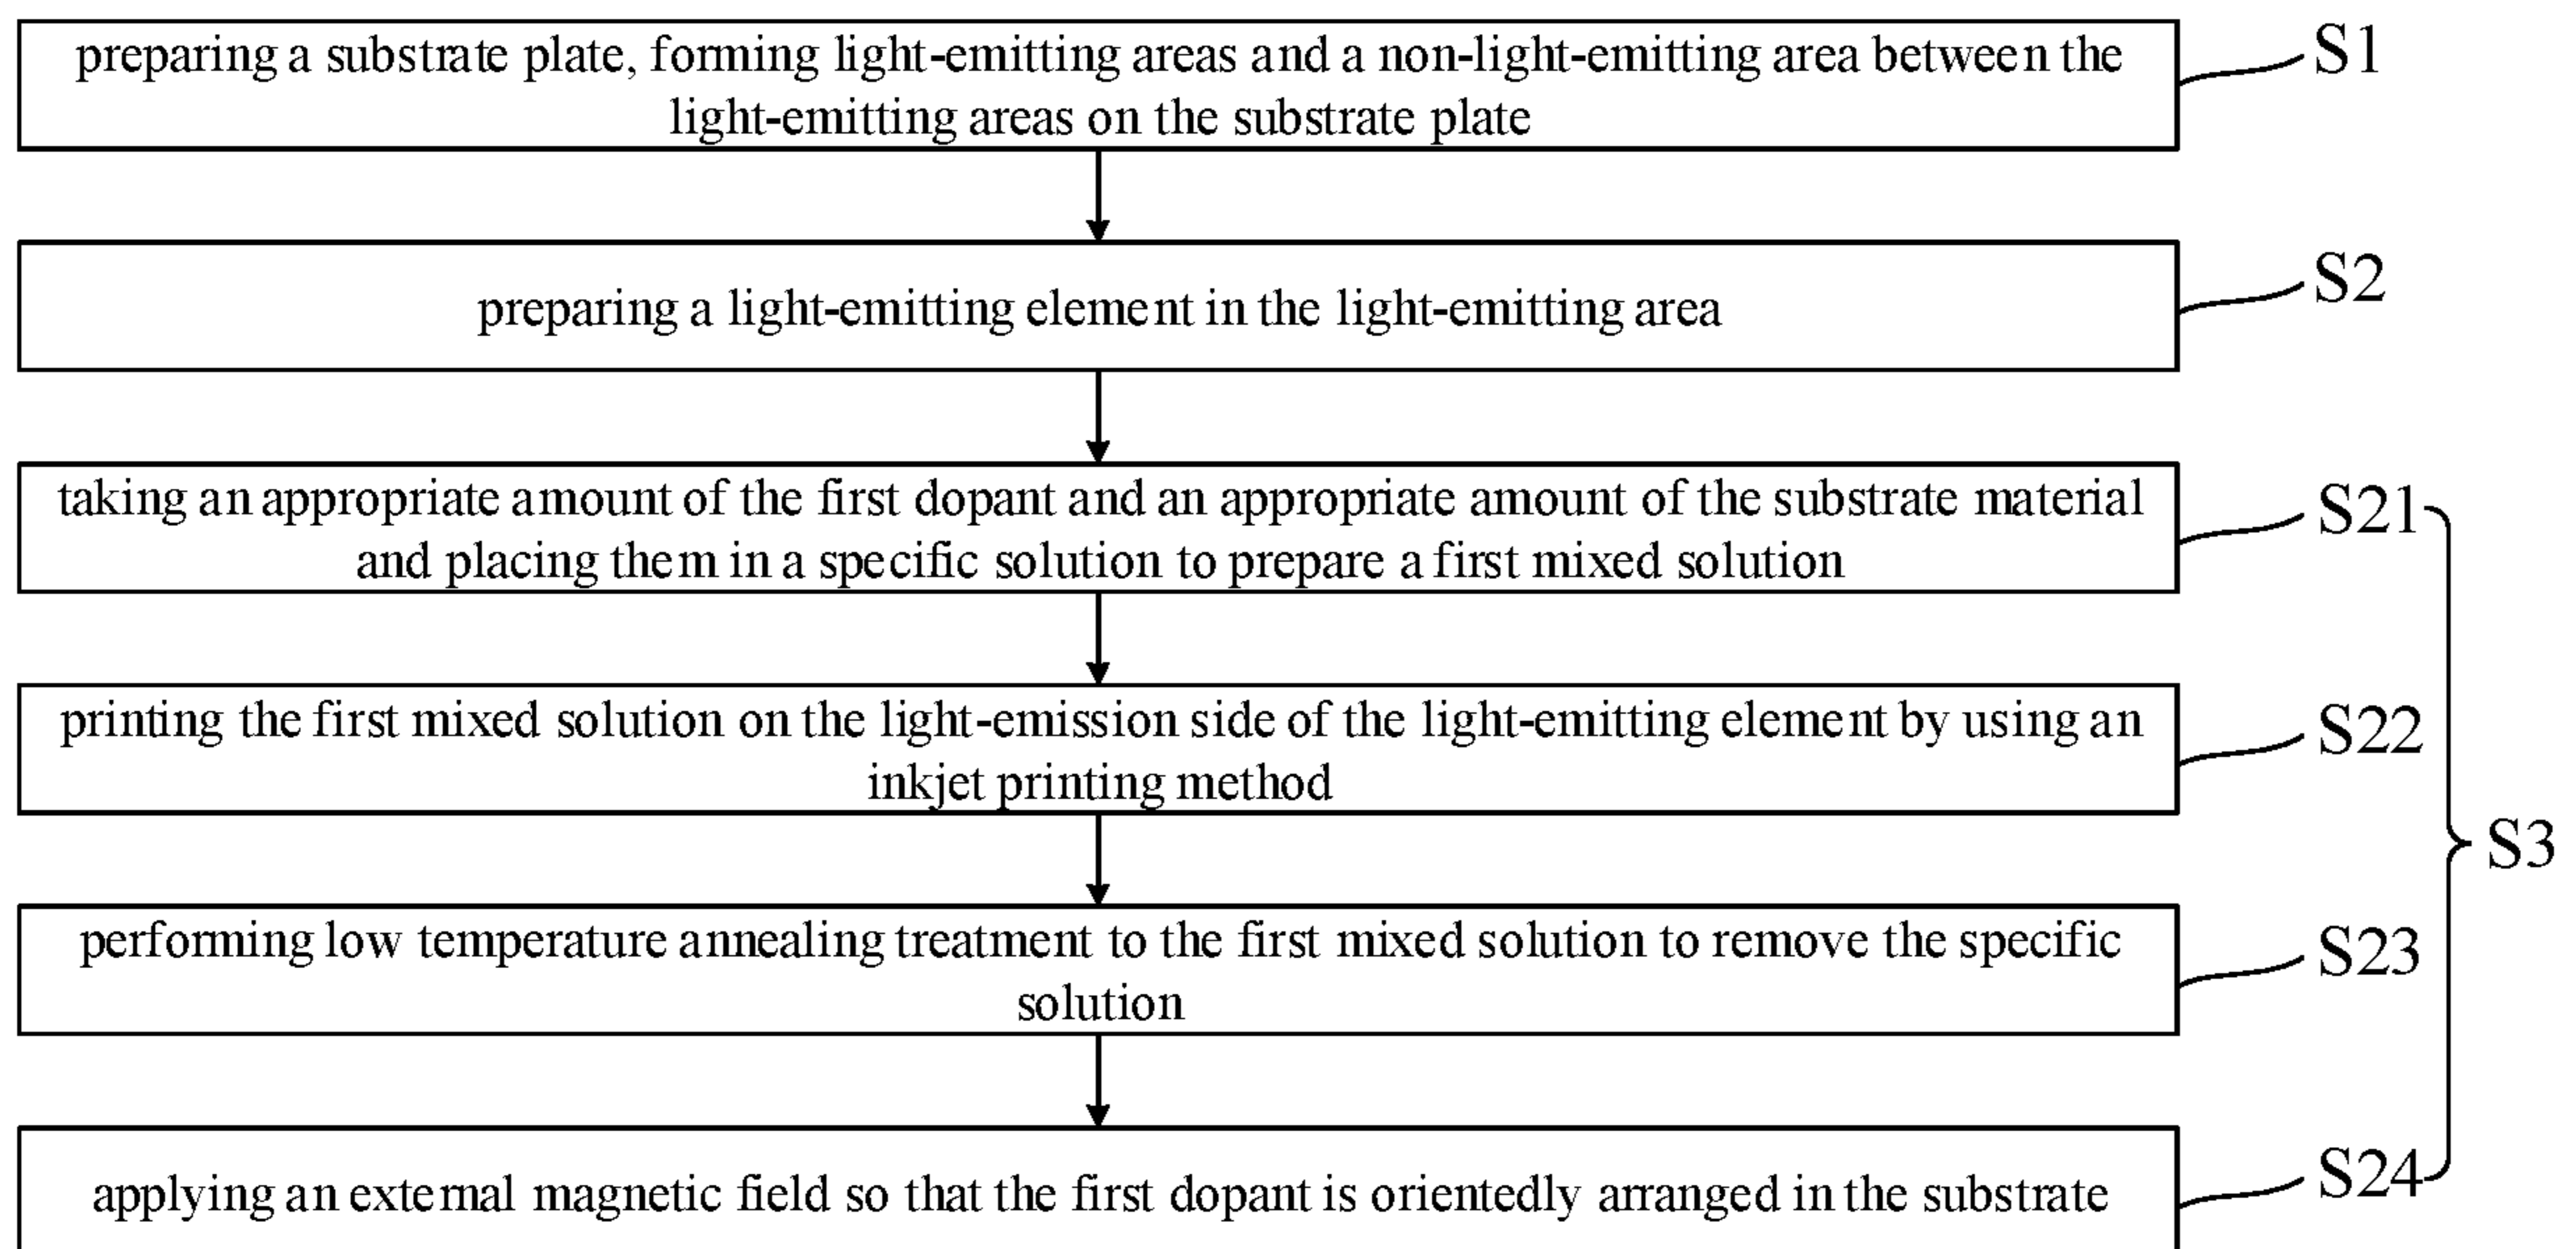 preparing a substrate plate, forming light-emitting areas and a non-light-emitting area between the
light-emitting areas on the substrate plate
S1
preparing a light-emitting element in the light-emitting area
S2
taking an appropriate amount of the first dopant and an appropriate amount of the substrate material
and placing them in a specific solution to prepare a first mixed solution
S21
printing the first mixed solution on the light-emission side of the light-emitting element by using an
inkjet printing method
S22
S3
performing low temperature annealing treatment to the first mixed solution to remove the specific
solution
S23
applying an external magnetic field so that the first dopant is orientedly arranged in the substrate
S24